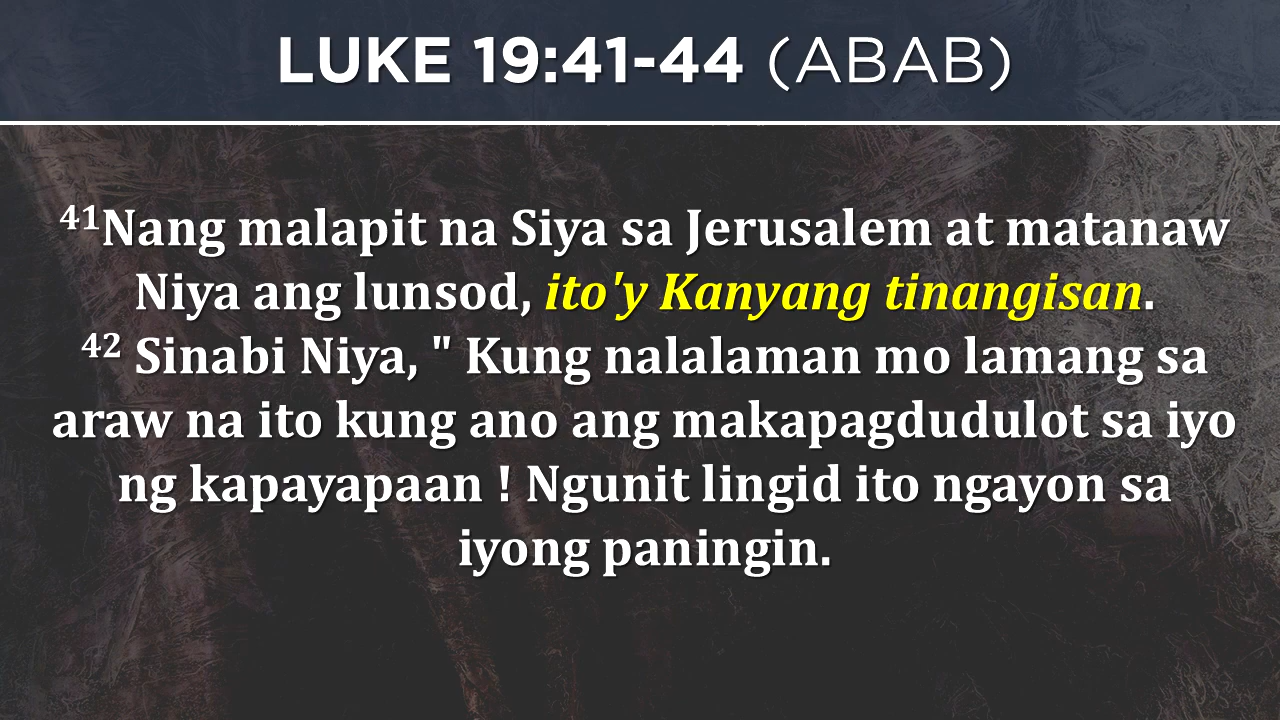 LUKE 19:41-44 (ABAB)
41Nang malapit na Siya sa Jerusalem at matanaw
Niya ang lunsod, ito'y Kanyang tinangisan.
42 Sinabi Niya, " Kung nalalaman mo lamang sa
araw na ito kung ano ang makapagdudulot sa iyo
ng kapayapaan ! Ngunit lingid ito ngayon sa
iyong paningin.